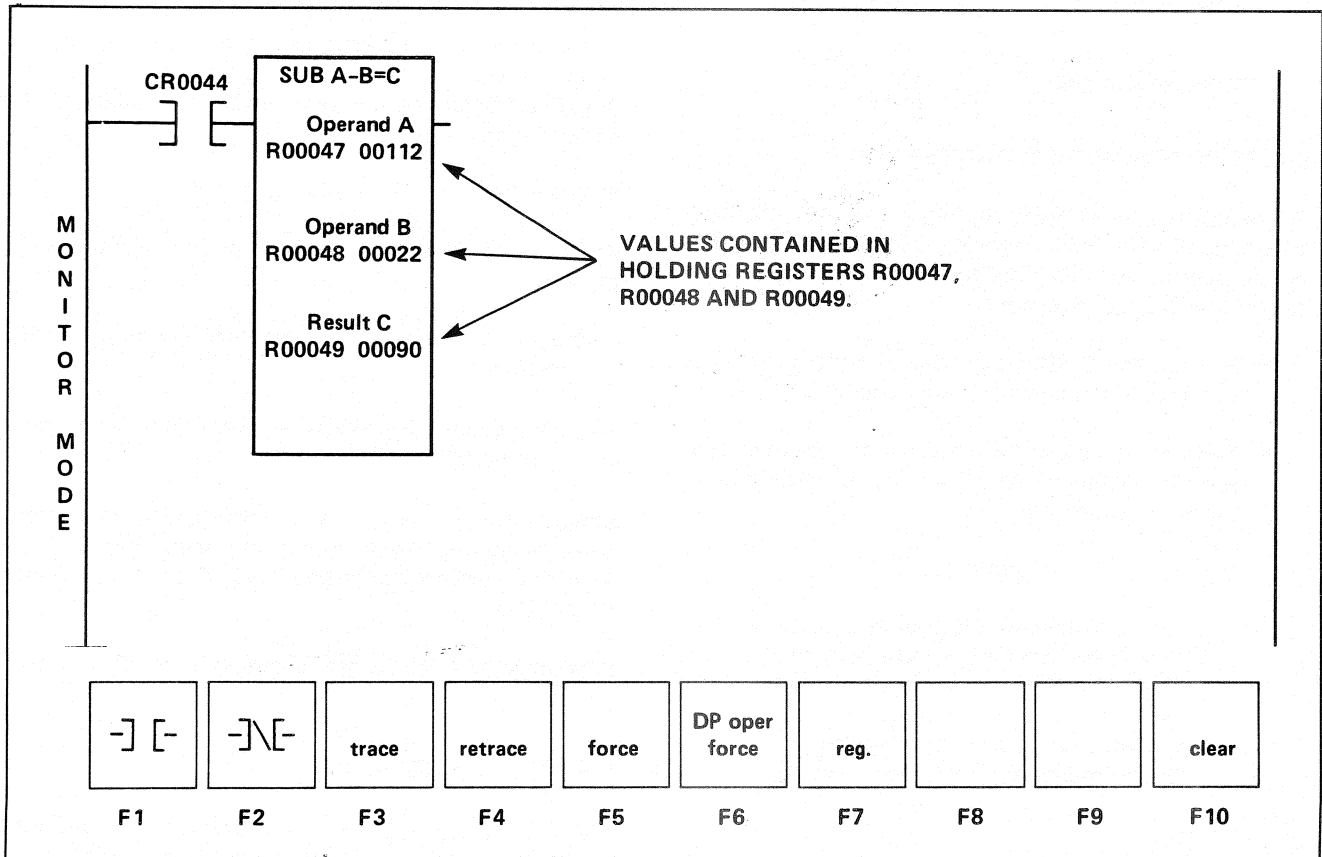 CR0044
SUB A-B=C
Operand A
R00047 00112
Operand B
R00048 00022
Result C
R00049 00090
VALUES CONTAINED IN
HOLDING REGISTERS R00047,
R00048 AND R00049.
MONITOR MODE
-] [-
-]\[-
trace
retrace
force
DP oper
force
reg.
clear
F1 F2 F3 F4 F5 F6 F7 F8 F9 F10